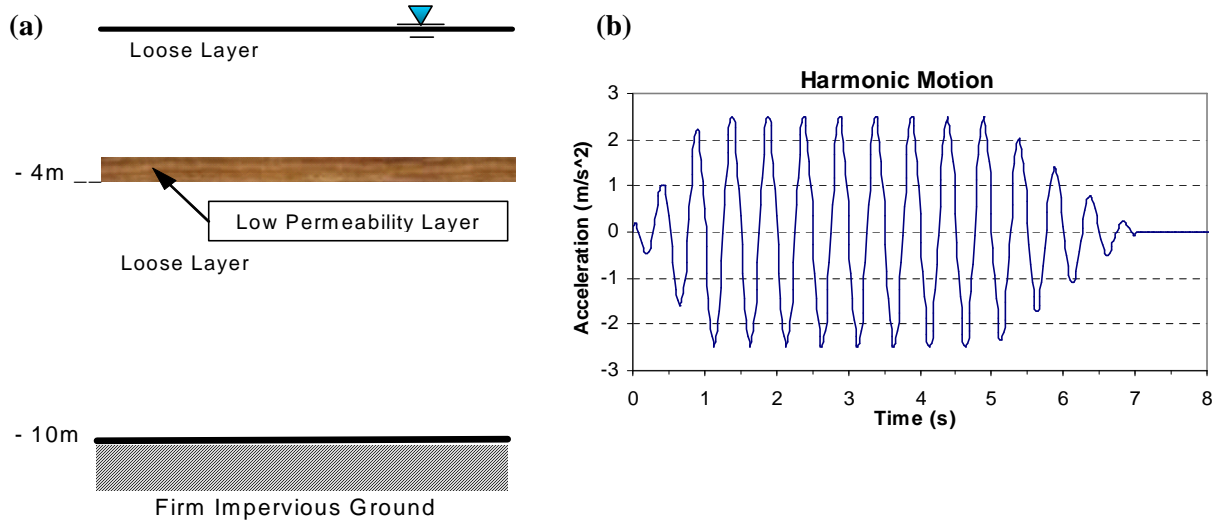 (a)
Loose Layer
- 4m
Low Permeability Layer
Loose Layer
- 10m
Firm Impervious Ground
(b)
Harmonic Motion
Acceleration (m/s^2)
3
2
1
0
-1
-2
-3
0 1 2 3 4 5 6 7 8
Time (s)